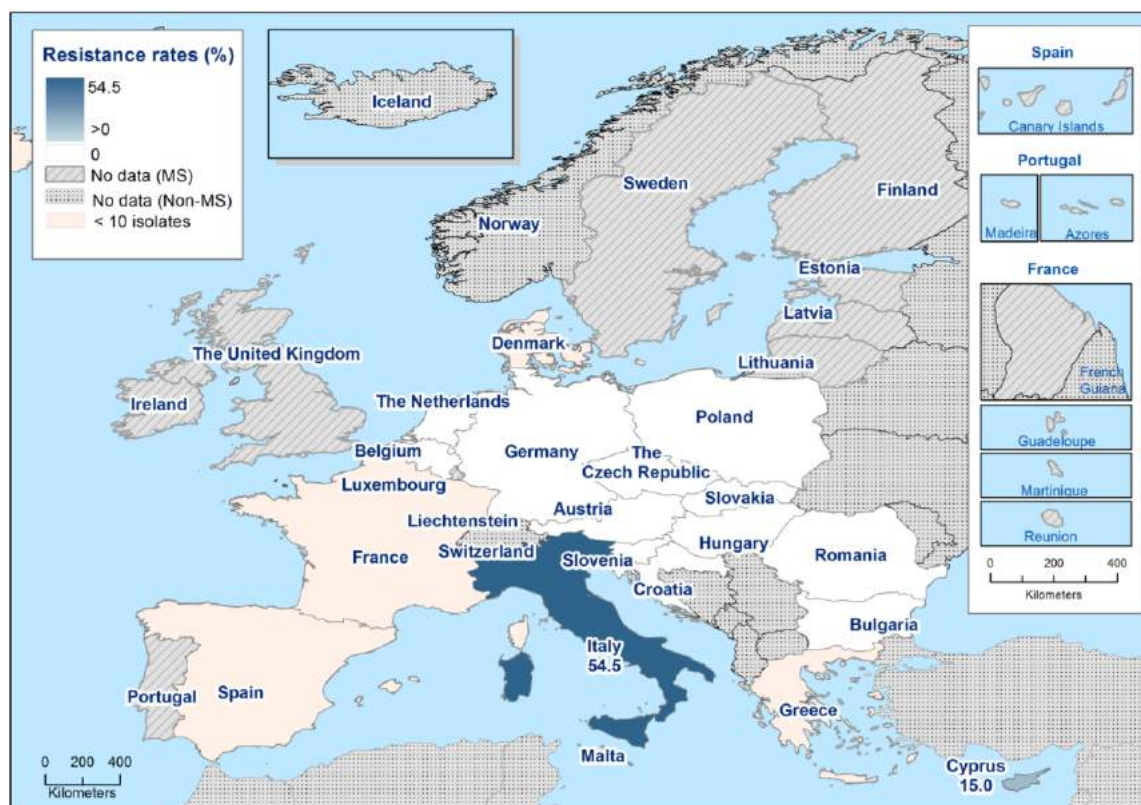 Resistance rates (%)
54.5
>0
0
No data (MS)
No data (Non-MS)
< 10 isolates
Iceland
Spain
Canary Islands
Portugal
Madeira
Azores
France
French
Guiana
Guadeloupe
Martinique
Reunion
0 200 400
Kilometers
Sweden
Finland
Norway
Estonia
Latvia
Denmark
Lithuania
The United Kingdom
Ireland
The Netherlands
Poland
Belgium
Germany
The
Czech Republic
Luxembourg
Slovakia
Austria
Liechtenstein
Hungary
Switzerland
France
Slovenia
Romania
Croatia
Bulgaria
Italy
54.5
Portugal
Spain
Greece
Malta
Cyprus
15.0
0 200 400
Kilometers